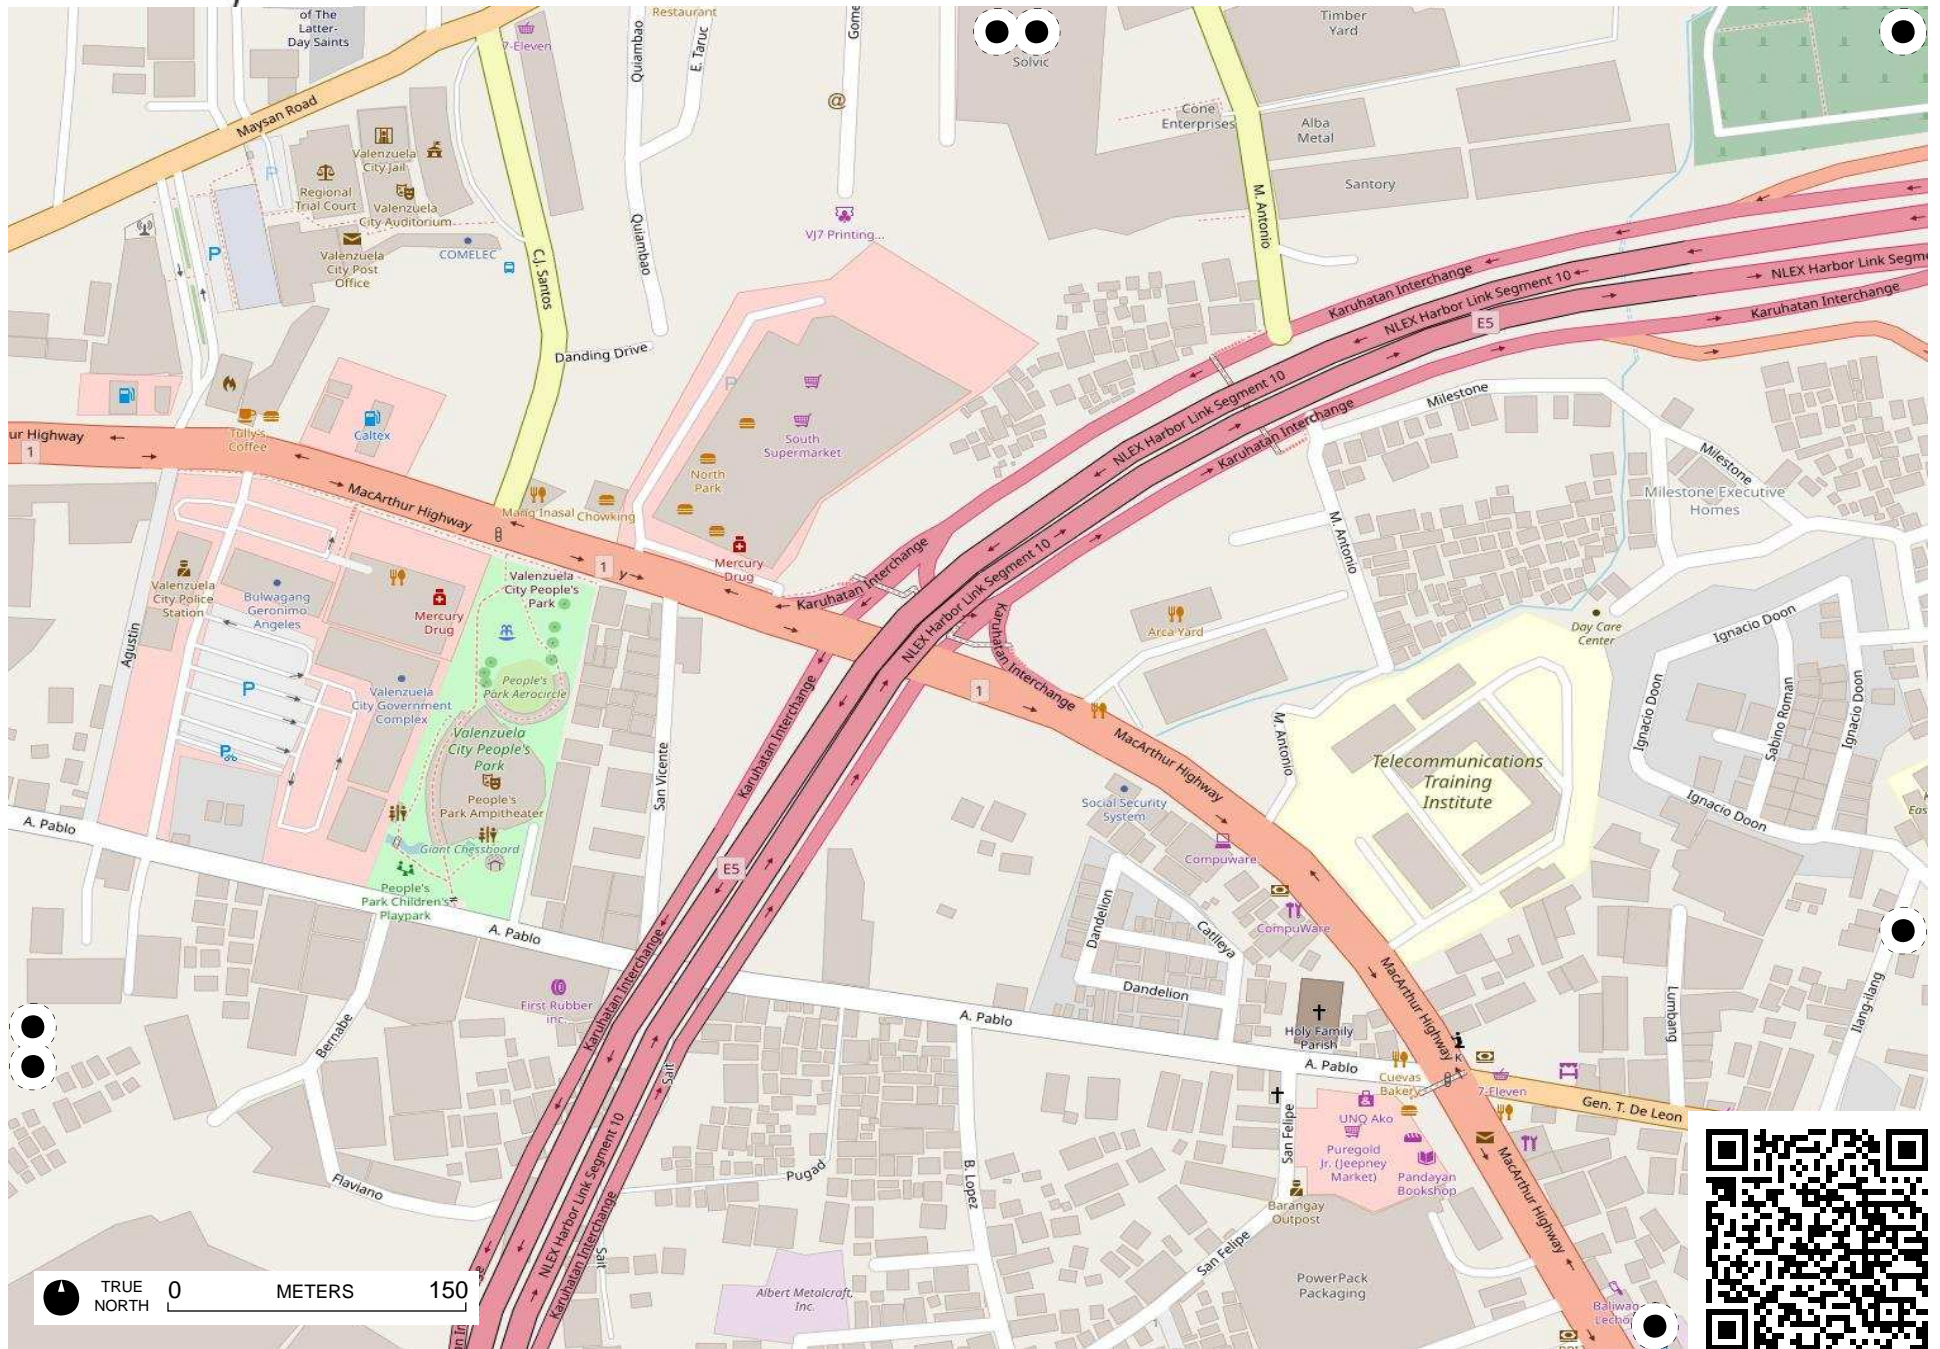 of The
Latter-
Day Saints
7-Eleven
Quiambao
E. Taruc
Restaurant
Solvic
Timber
Yard
Maysan Road
Cone
Enterprises
Alba
Metal
Santory
Valenzuela
City Jail
Regional
Trial Court
Valenzuela
City Auditorium
COMELEC
Valenzuela
City Post
Office
P
P
C.J. Santos
Quiambao
@
VJ7 Printing...
M. Antonio
Karuhatan Interchange
NLEX Harbor Link Segment 10
E5
Karuhatan Interchange
Danding Drive
P
South
Supermarket
North
Park
Tully's
Coffee
Caltex
ur Highway
1
MacArthur Highway
Mang Inasal
Chowking
1
y
Mercury
Drug
NLEX Harbor Link Segment 10
Karuhatan Interchange
Milestone
Milestone
Milestone Executive
Homes
M. Antonio
Karuhatan Interchange
NLEX Harbor Link Segment 10
Karuhatan Interchange
Valenzuela
City Police
Station
Bulwagang
Geronimo
Angeles
Mercury
Drug
Valenzuela
City People's
Park
People's
Park Aerocircle
Agustin
P
P
Valenzuela
City Government
Complex
Valenzuela
City People's
Park
People's
Park Ampitheater
Giant Chessboard
People's
Park Children's
Playpark
San Vicente
Karuhatan Interchange
1
Arca Yard
Day Care
Center
Ignacio Doon
Ignacio Doon
Sabino Roman
Ignacio Doon
Ignacio Doon
M. Antonio
MacArthur Highway
Telecommunications
Training
Institute
Social Security
System
Compuware
CompuWare
A. Pablo
A. Pablo
E5
Dandelion
Catlleya
Dandelion
First Rubber
inc.
Bernabe
Karuhatan Interchange
A. Pablo
Holy Family
Parish
A. Pablo
MacArthur Highway
Lumbang
Ilang-ilang
Cuevas
Bakery
7-Eleven
Gen. T. De Leon
Sait
UNQ Ako
Puregold
Jr. (Jeepney
Market)
Pandayan
Bookshop
San Felipe
Barangay
Outpost
San Felipe
B. Lopez
Pugad
Flaviano
NLEX Harbor Link Segment 10
Karuhatan Interchange
Sait
MacArthur Highway
Albert Metalcraft,
Inc.
PowerPack
Packaging
TRUE
NORTH
0
METERS
150